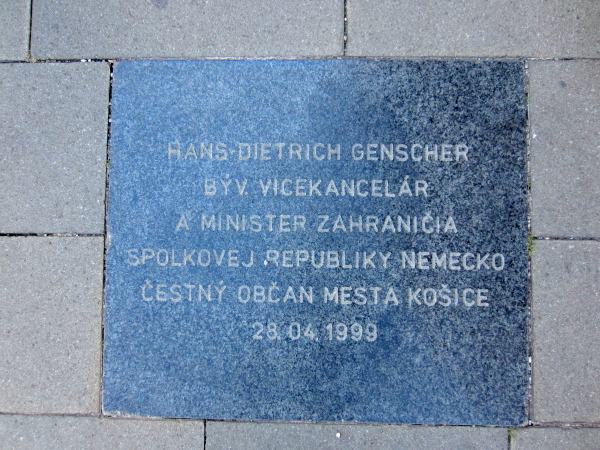 HANS-DIETRICH GENSCHER
BÝV. VICEKANCELÁR
A MINISTER ZAHRANIČIA
SPOLKOVEJ REPUBLIKY NEMECKO
ČESTNÝ OBČAN MESTA KOŠICE
28.04.1999